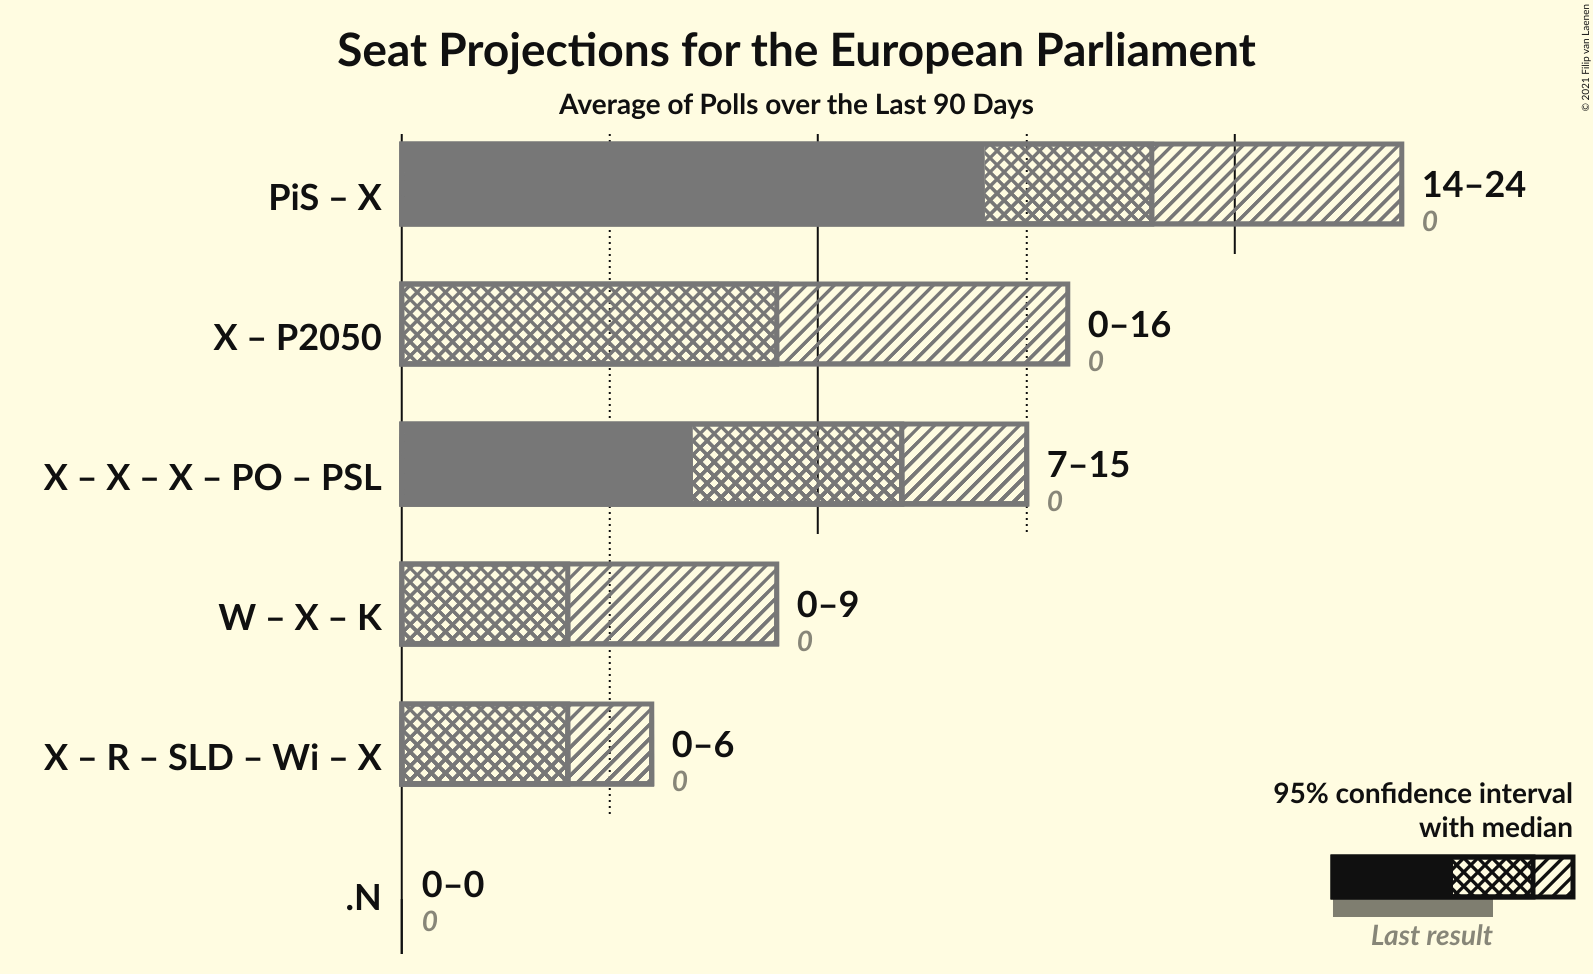 Seat Projections for the European Parliament
Average of Polls over the Last 90 Days
© 2021 Filip van Laenen
PiS – X
14–24
0
X – P2050
0–16
0
X – X – X – PO – PSL
7–15
0
W – X – K
0–9
0
X – R – SLD – Wi – X
0–6
0
.N
0–0
0
95% confidence interval
with median
Last result